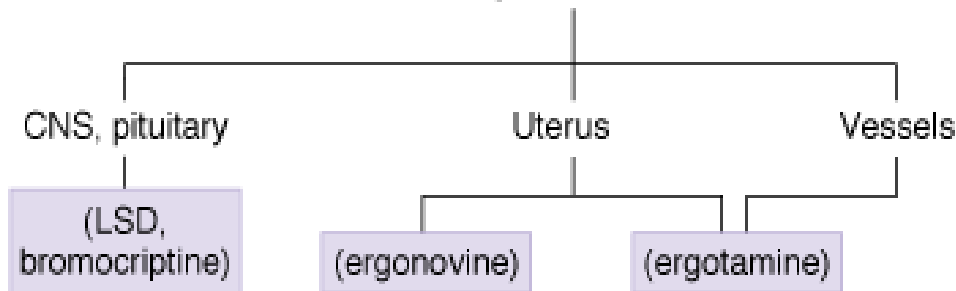 CNS, pituitary
Uterus
Vessels
(LSD,
bromocriptine)
(ergonovine)
(ergotamine)